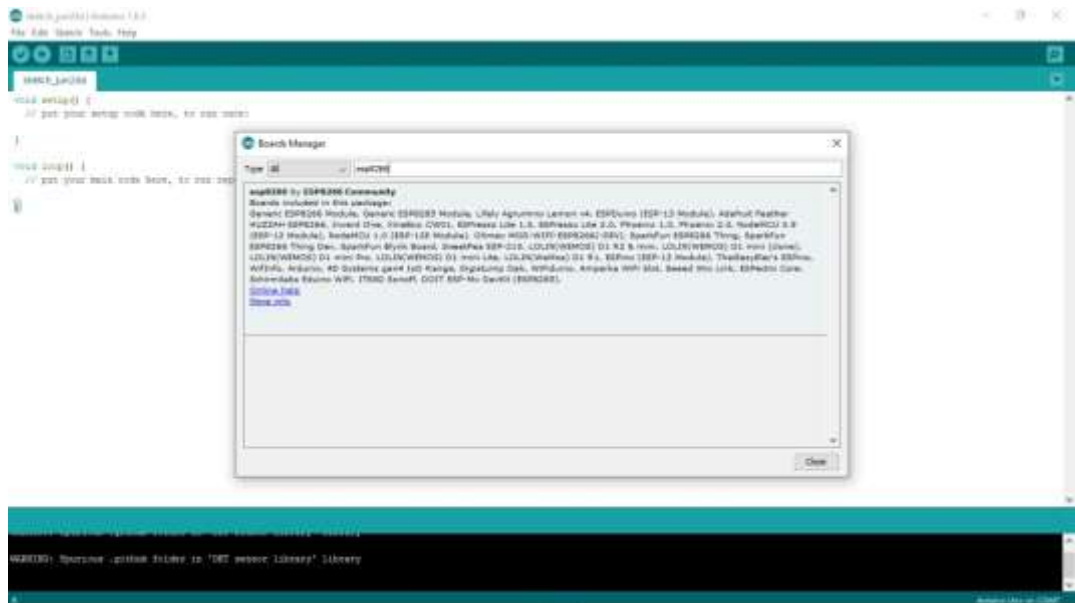 File Edit Sketch Tools Help
void setup() {
// put your setup code here, to run once:
}
void loop() {
Boards Manager
Type All esp8266
esp8266 by ESP8266 Community
Boards included in this package:
Generic ESP8266 Module, Generic ESP8285 Module, Lifely Agrumino Lemon v4, ESPDuino (ESP-13 Module), Adafruit Feather
HUZZAH ESP8266, Invent One, XinaBox CW01, ESPresso Lite 1.0, ESPresso Lite 2.0, Phoenix 1.0, Phoenix 2.0, NodeMCU 0.9
(ESP-12 Module), NodeMCU 1.0 (ESP-12E Module), Olimex MOD-WIFI-ESP8266(-DEV), SparkFun ESP8266 Thing, SparkFun
ESP8266 Thing Dev, SparkFun Blynk Board, SweetPea ESP-210, LOLIN(WEMOS) D1 R2 & mini, LOLIN(WEMOS) D1 mini (clone),
LOLIN(WEMOS) D1 mini Pro, LOLIN(WEMOS) D1 mini Lite, LOLIN(WeMos) D1 R1, ESPino (ESP-12 Module), ThaiEasyElec's ESPino,
WifInfo, Arduino, 4D Systems gen4 IoD Range, Digistump Oak, WiFiduino, Amperka WiFi Slot, Seeed Wio Link, ESPectro Core,
Schirmilabs Eduino WiFi, ITEAD Sonoff, DOIT ESP-Mx DevKit (ESP8285).
Online help
More info
Close
WARNING: Spurious .github folder in 'DHT sensor library' library